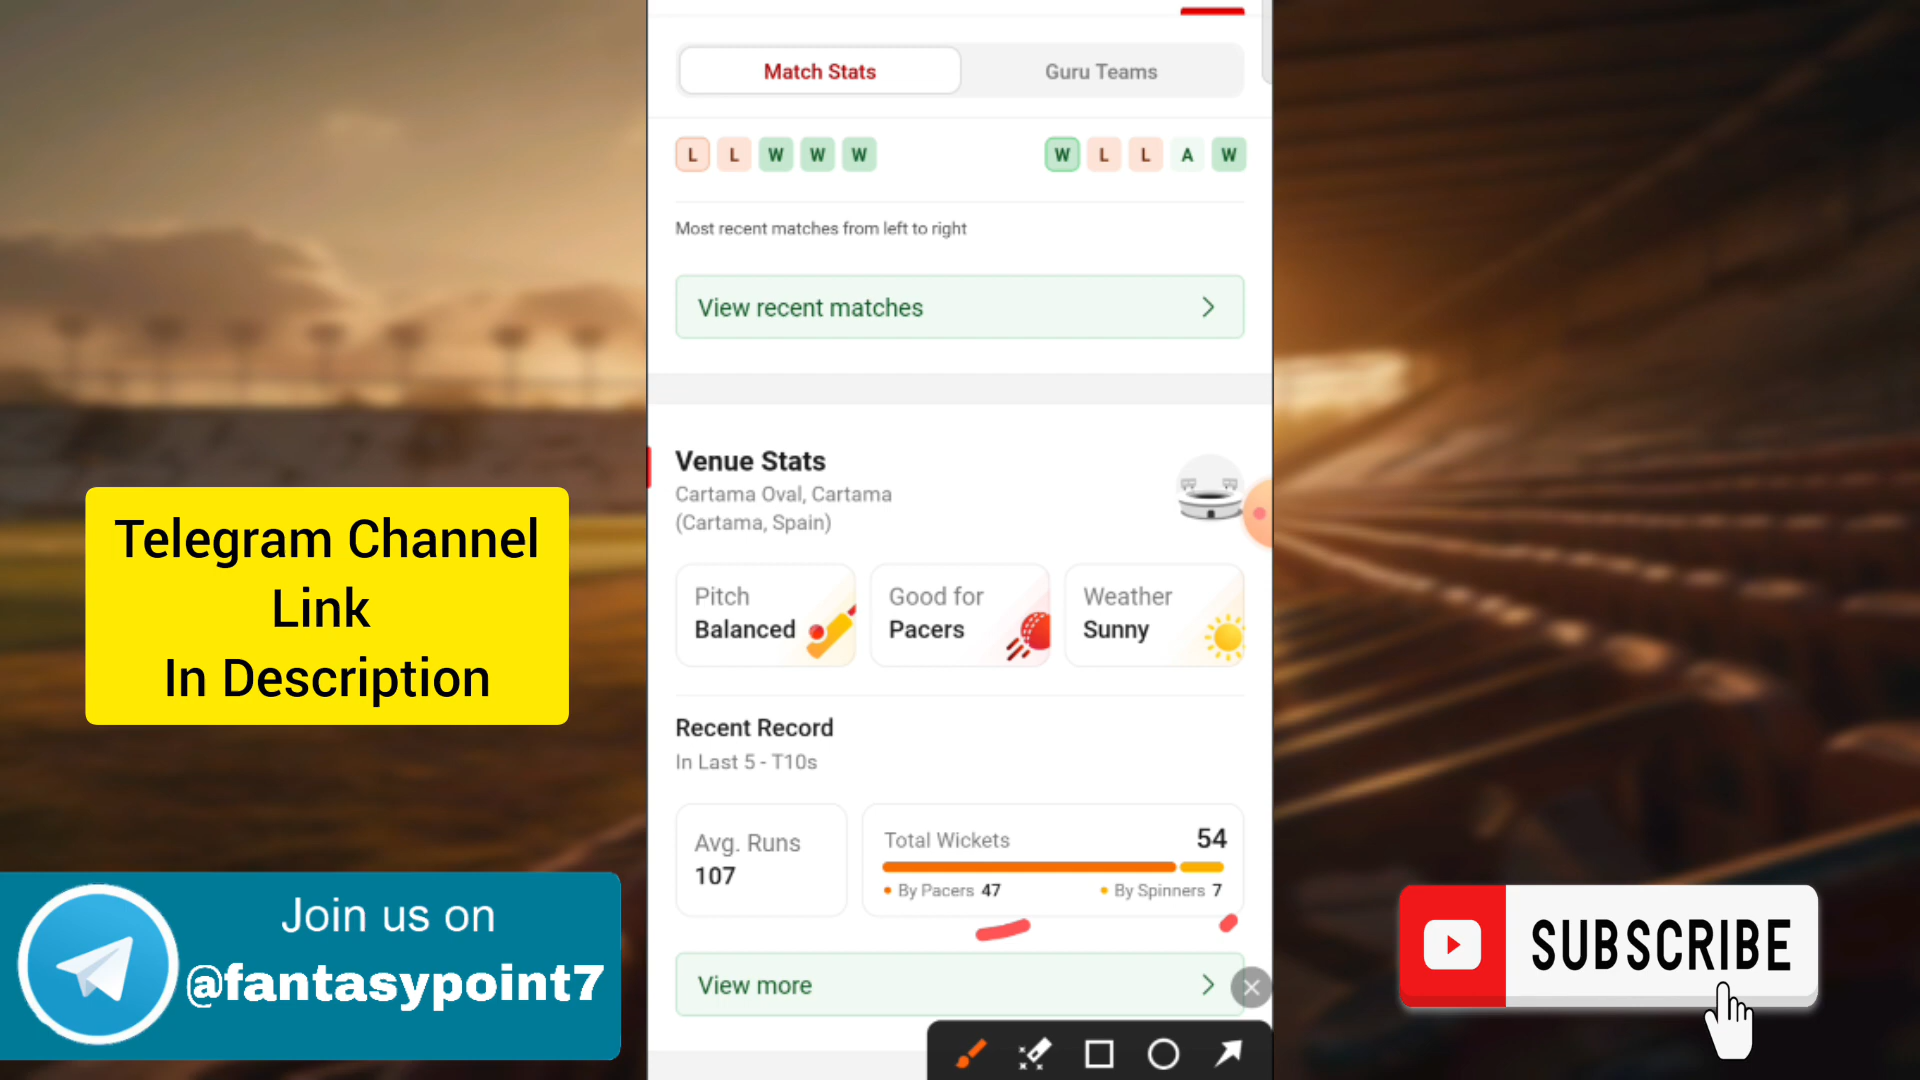 Match Stats
Guru Teams
L L W W W
W L L A W
Most recent matches from left to right
View recent matches
Venue Stats
Cartama Oval, Cartama
(Cartama, Spain)
Pitch
Balanced
Good for
Pacers
Weather
Sunny
Recent Record
In Last 5 - T10s
Avg. Runs
107
Total Wickets 54
By Pacers 47
By Spinners 7
View more
Telegram Channel
Link
In Description
Join us on
@fantasypoint7
SUBSCRIBE